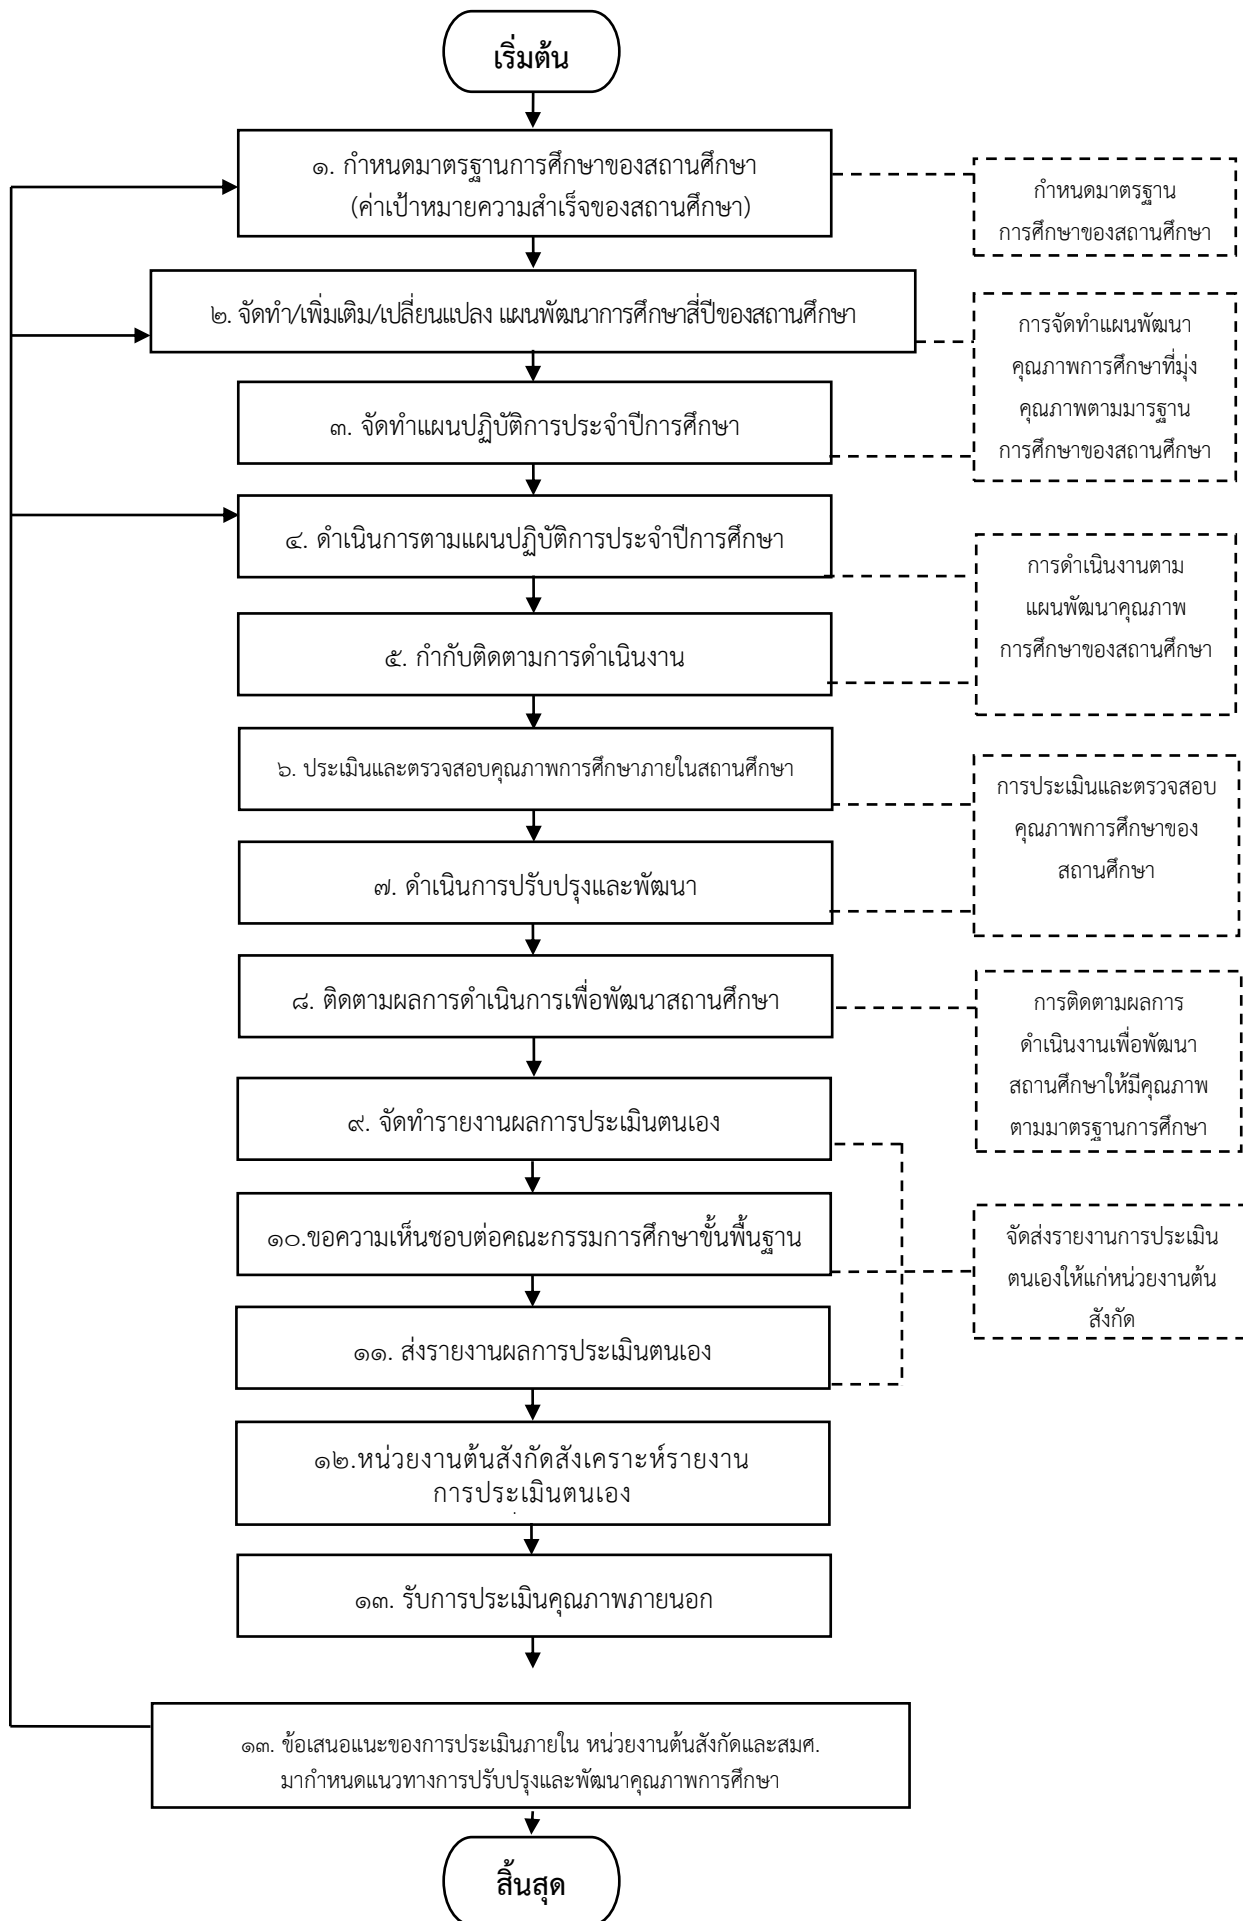 เริ่มต้น
๑. กำหนดมาตรฐานการศึกษาของสถานศึกษา
(ค่าเป้าหมายความสำเร็จของสถานศึกษา)
กำหนดมาตรฐาน
การศึกษาของสถานศึกษา
๒. จัดทำ/เพิ่มเติม/เปลี่ยนแปลง แผนพัฒนาการศึกษาสี่ปีของสถานศึกษา
๓. จัดทำแผนปฏิบัติการประจำปีการศึกษา
การจัดทำแผนพัฒนา
คุณภาพการศึกษาที่มุ่ง
คุณภาพตามมารฐาน
การศึกษาของสถานศึกษา
๔. ดำเนินการตามแผนปฏิบัติการประจำปีการศึกษา
๕. กำกับติดตามการดำเนินงาน
การดำเนินงานตาม
แผนพัฒนาคุณภาพ
การศึกษาของสถานศึกษา
๖. ประเมินและตรวจสอบคุณภาพการศึกษาภายในสถานศึกษา
๗. ดำเนินการปรับปรุงและพัฒนา
การประเมินและตรวจสอบ
คุณภาพการศึกษาของ
สถานศึกษา
๘. ติดตามผลการดำเนินการเพื่อพัฒนาสถานศึกษา
การติดตามผลการ
ดำเนินงานเพื่อพัฒนา
สถานศึกษาให้มีคุณภาพ
ตามมาตรฐานการศึกษา
๙. จัดทำรายงานผลการประเมินตนเอง
๑๐.ขอความเห็นชอบต่อคณะกรรมการศึกษาขั้นพื้นฐาน
๑๑. ส่งรายงานผลการประเมินตนเอง
จัดส่งรายงานการประเมิน
ตนเองให้แก่หน่วยงานต้น
สังกัด
๑๒.หน่วยงานต้นสังกัดสังเคราะห์รายงาน
การประเมินตนเอง
๑๓. รับการประเมินคุณภาพภายนอก
๑๓. ข้อเสนอแนะของการประเมินภายใน หน่วยงานต้นสังกัดและสมศ.
มากำหนดแนวทางการปรับปรุงและพัฒนาคุณภาพการศึกษา
สิ้นสุด